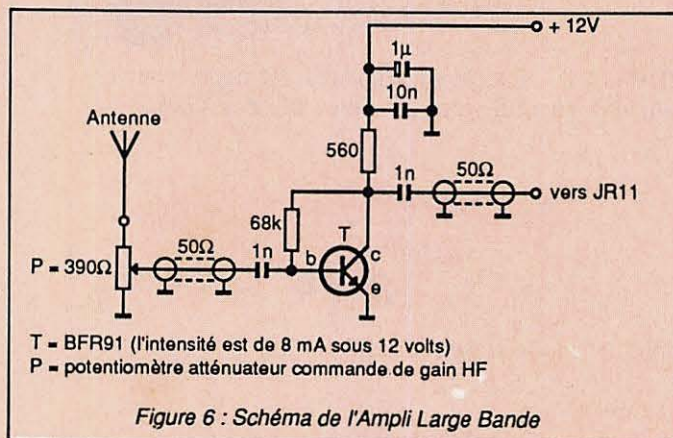 + 12V
1µ
10n
Antenne
560
1n
50Ω
vers JR11
68k
T
50Ω
1n
b
c
e
P = 390Ω
T = BFR91 (l'intensité est de 8 mA sous 12 volts)
P = potentiomètre atténuateur commande de gain HF
Figure 6 : Schéma de l'Ampli Large Bande